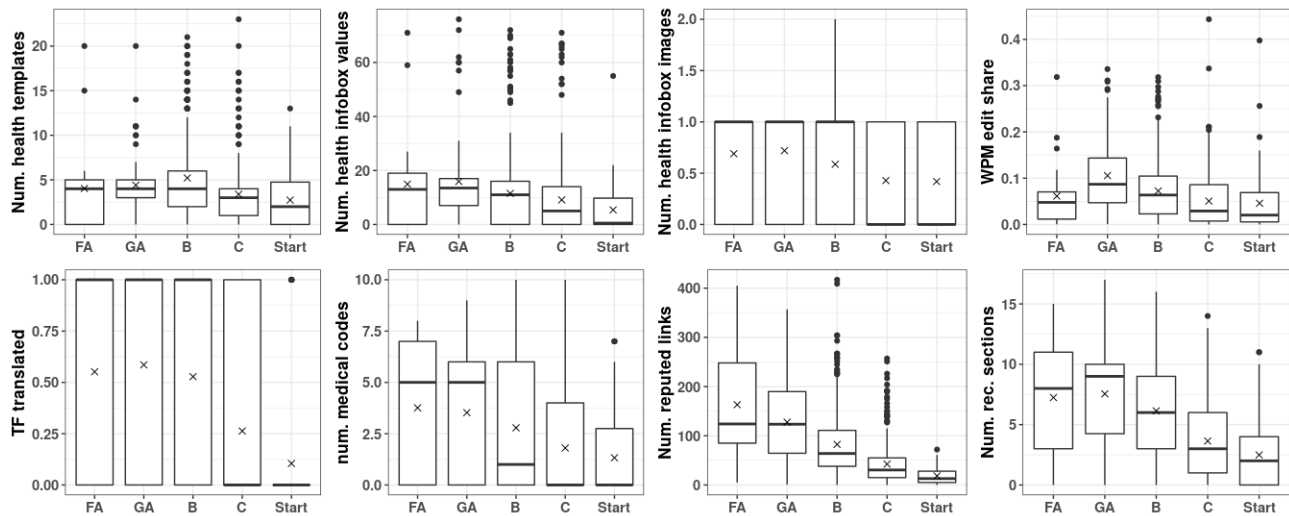 Num. health templates
20
15
10
5
0
FA GA B C Start
Num. health infobox values
60
40
20
0
FA GA B C Start
Num. health infobox images
2.0
1.5
1.0
0.5
0.0
FA GA B C Start
WPM edit share
0.4
0.3
0.2
0.1
0.0
FA GA B C Start
TF translated
1.00
0.75
0.50
0.25
0.00
FA GA B C Start
num. medical codes
10.0
7.5
5.0
2.5
0.0
FA GA B C Start
Num. reputed links
400
300
200
100
0
FA GA B C Start
Num. rec. sections
15
10
5
0
FA GA B C Start